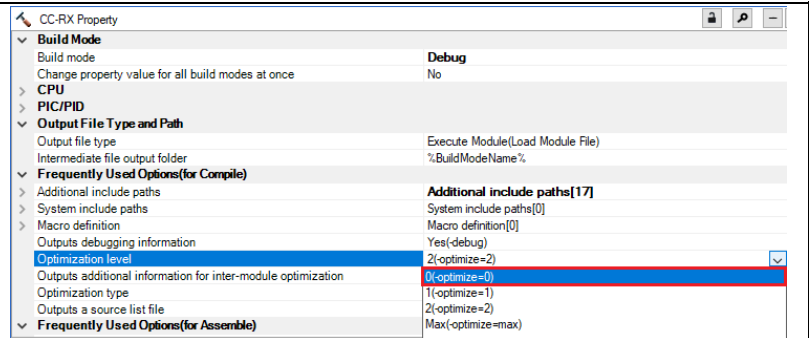 CC-RX Property
Build Mode
Build mode Debug
Change property value for all build modes at once No
CPU
PIC/PID
Output File Type and Path
Output file type Execute Module(Load Module File)
Intermediate file output folder %BuildModeName%
Frequently Used Options(for Compile)
Additional include paths Additional include paths[17]
System include paths System include paths[0]
Macro definition Macro definition[0]
Outputs debugging information Yes(-debug)
Optimization level 2(-optimize=2)
Outputs additional information for inter-module optimization 0(-optimize=0)
Optimization type 1(-optimize=1)
Outputs a source list file 2(-optimize=2)
Frequently Used Options(for Assemble) Max(-optimize=max)